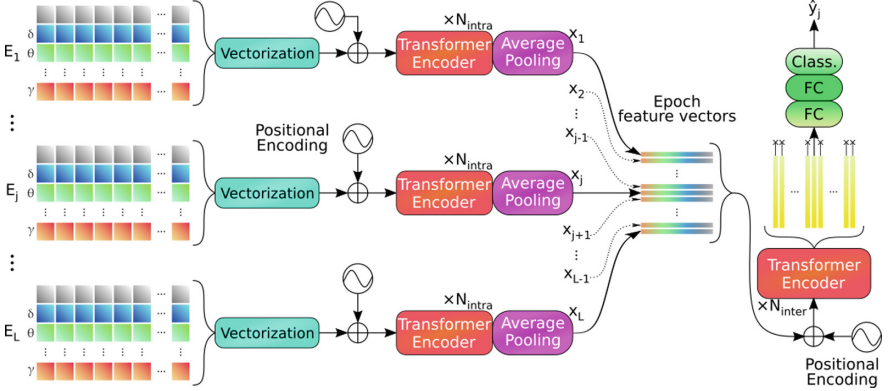 E1
δ
θ
⋮
γ
...
Vectorization
×Nintra
Transformer
Encoder
Average
Pooling
x1
x2
⋮
xj-1
Epoch
feature vectors
...
Ej
δ
θ
⋮
γ
...
Vectorization
Positional
Encoding
×Nintra
Transformer
Encoder
Average
Pooling
xj
xj+1
⋮
xL-1
...
EL
δ
θ
⋮
γ
...
Vectorization
×Nintra
Transformer
Encoder
Average
Pooling
xL
ŷj
Class.
FC
FC
... ...
Transformer
Encoder
×Ninter
Positional
Encoding